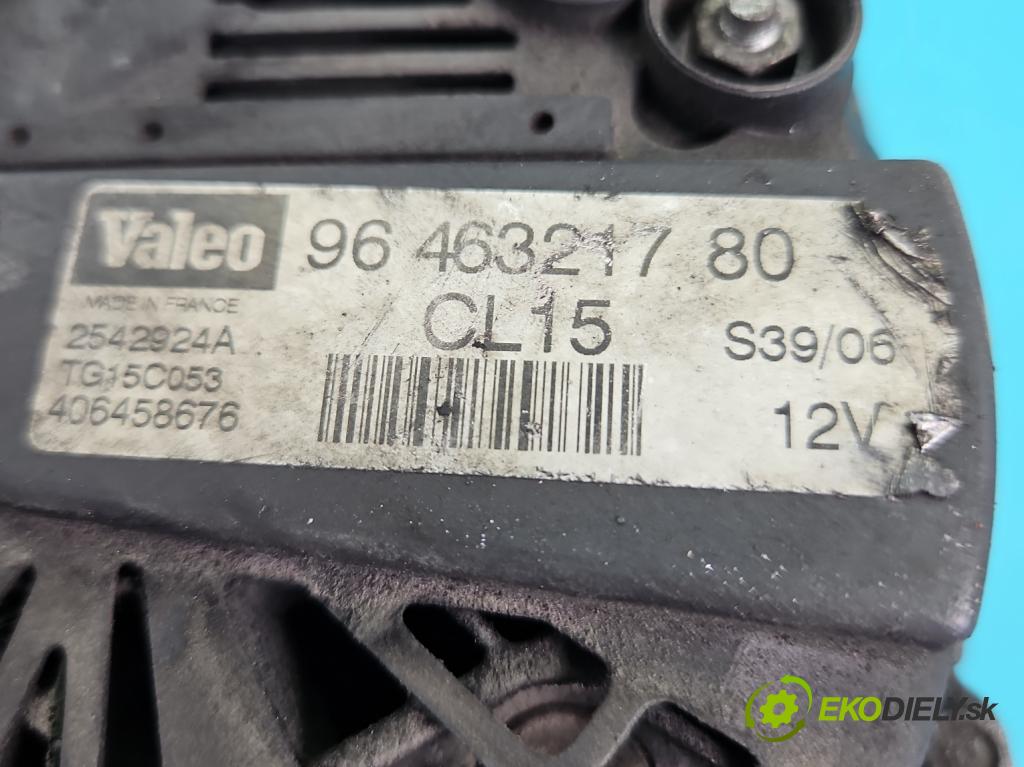 Valeo 96 463217 80
MADE IN FRANCE
CL15
2542924A
S39/06
TG15C053
406458676
12V
EKODIELY.sk